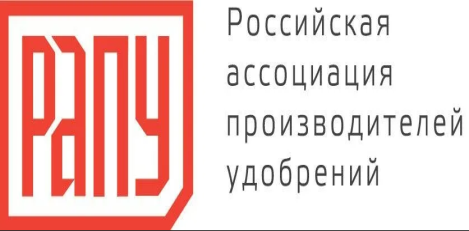 РАПУ
Российская
ассоциация
производителей
удобрений